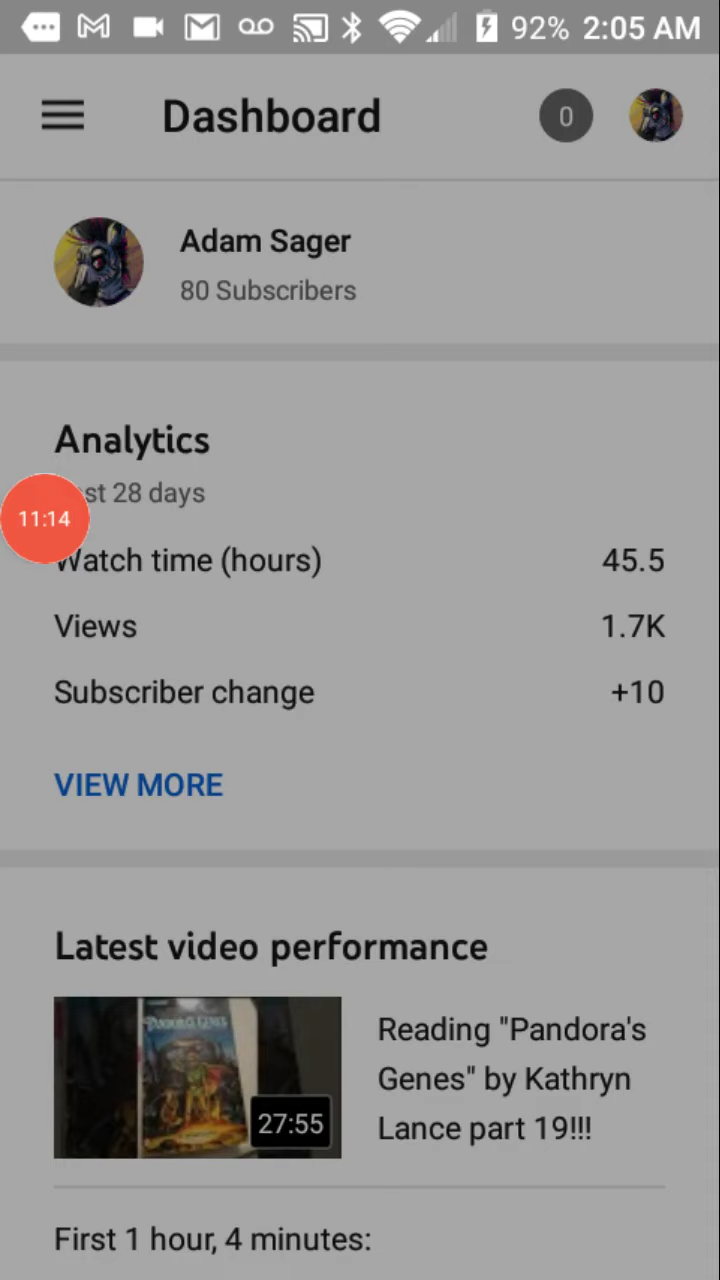 92% 2:05 AM
Dashboard
0
Adam Sager
80 Subscribers
Analytics
st 28 days
11:14
Watch time (hours) 45.5
Views 1.7K
Subscriber change +10
VIEW MORE
Latest video performance
PANDORA'S GENES
27:55
Reading "Pandora's
Genes" by Kathryn
Lance part 19!!!
First 1 hour, 4 minutes: